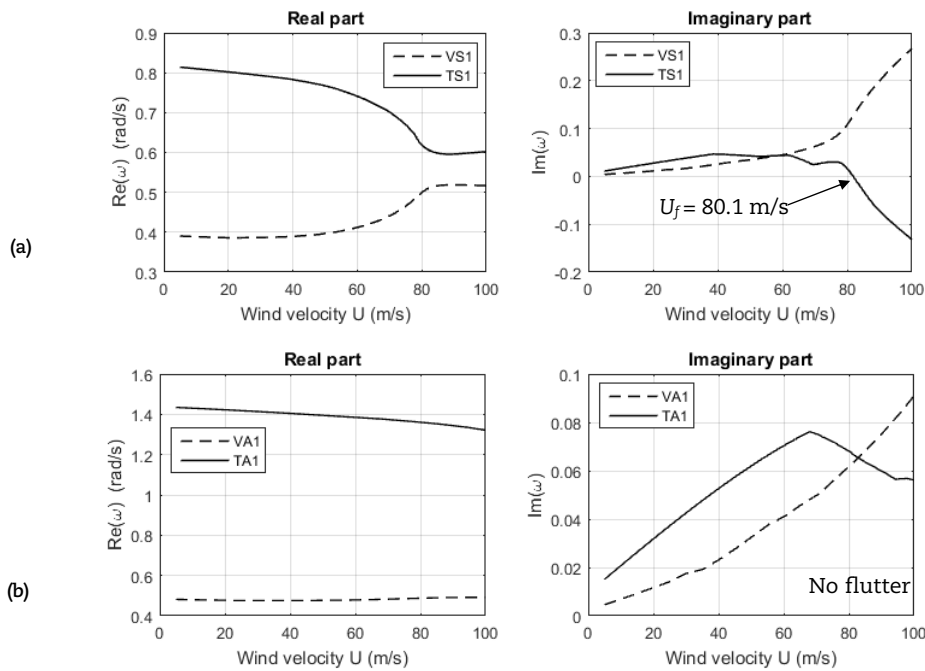 (a)
Real part
0.9
0.8
0.7
0.6
0.5
0.4
0.3
Re(ω) (rad/s)
VS1
TS1
0 20 40 60 80 100
Wind velocity U (m/s)
Imaginary part
0.3
0.2
0.1
0
-0.1
-0.2
Im(ω)
VS1
TS1
Uf = 80.1 m/s
0 20 40 60 80 100
Wind velocity U (m/s)
(b)
Real part
1.6
1.4
1.2
1
0.8
0.6
0.4
Re(ω) (rad/s)
VA1
TA1
0 20 40 60 80 100
Wind velocity U (m/s)
Imaginary part
0.1
0.08
0.06
0.04
0.02
0
Im(ω)
VA1
TA1
No flutter
0 20 40 60 80 100
Wind velocity U (m/s)